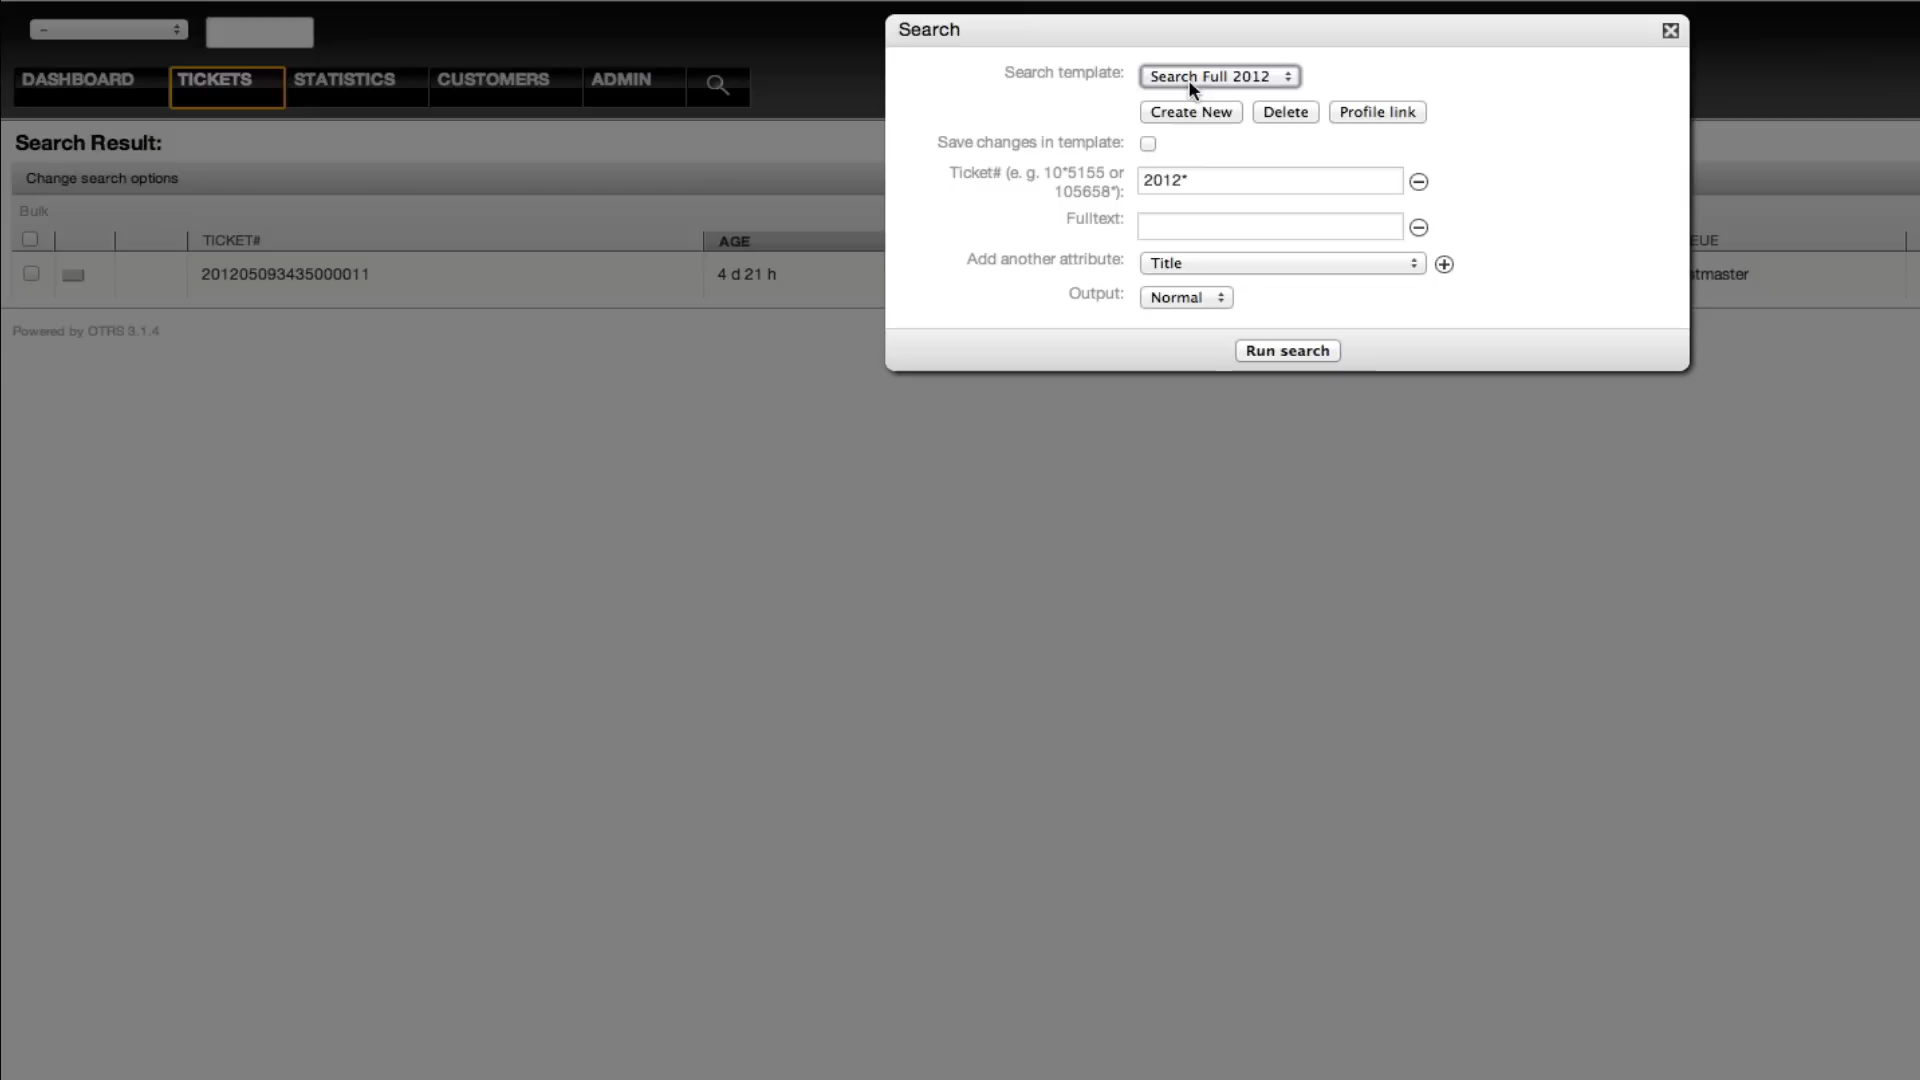 –
DASHBOARD TICKETS STATISTICS CUSTOMERS ADMIN
Search Result:
Change search options
Bulk
TICKET# AGE EUE
201205093435000011 4 d 21 h tmaster
Powered by OTRS 3.1.4
Search
Search template: Search Full 2012
Create New Delete Profile link
Save changes in template:
Ticket# (e. g. 10*5155 or
105658*): 2012*
Fulltext:
Add another attribute: Title
Output: Normal
Run search